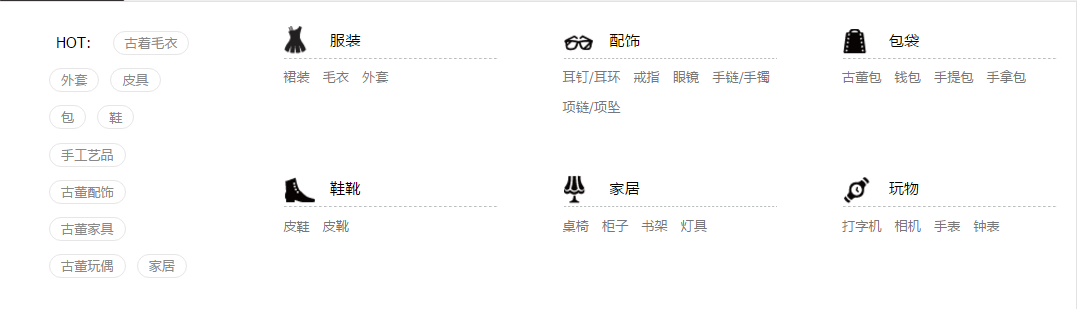 HOT: 古着毛衣
外套 皮具
包 鞋
手工艺品
古董配饰
古董家具
古董玩偶 家居
服装
裙装 毛衣 外套
配饰
耳钉/耳环 戒指 眼镜 手链/手镯
项链/项坠
包袋
古董包 钱包 手提包 手拿包
鞋靴
皮鞋 皮靴
家居
桌椅 柜子 书架 灯具
玩物
打字机 相机 手表 钟表